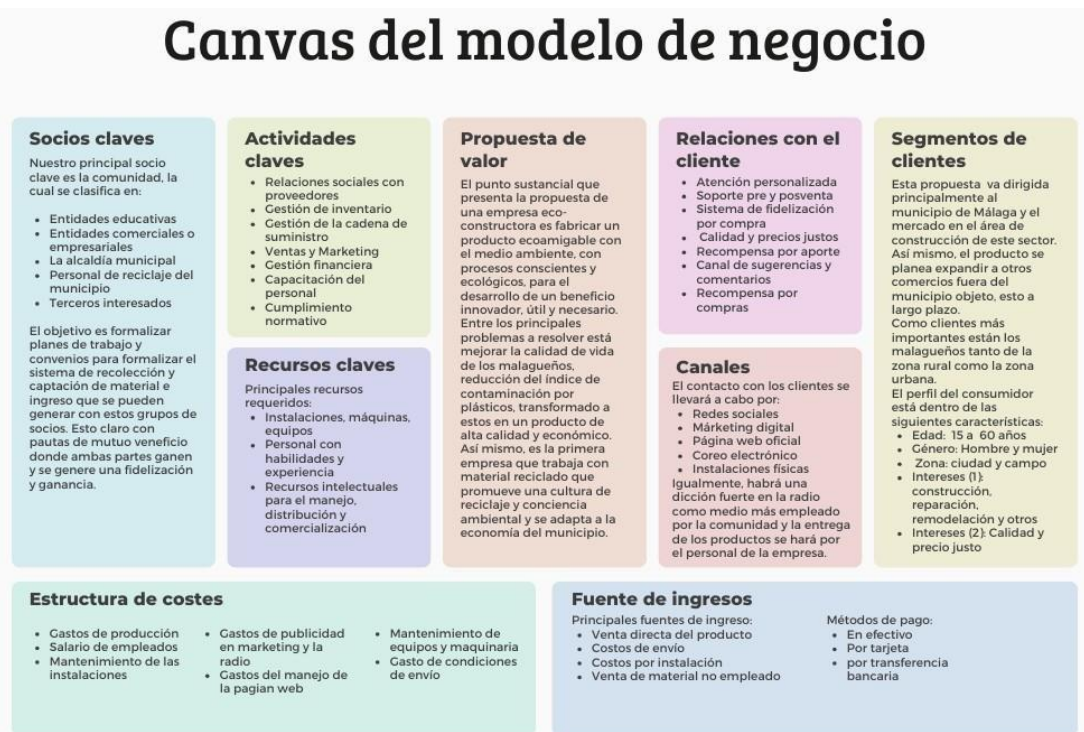 Canvas del modelo de negocio
Socios claves
Nuestro principal socio
clave es la comunidad, la
cual se clasifica en:
• Entidades educativas
• Entidades comerciales o
empresariales
• La alcaldía municipal
• Personal de reciclaje del
municipio
• Terceros interesados
El objetivo es formalizar
planes de trabajo y
convenios para formalizar el
sistema de recolección y
captación de material e
ingreso que se pueden
generar con estos grupos de
socios. Esto claro con
pautas de mutuo veneficio
donde ambas partes ganen
y se genere una fidelización
y ganancia.
Actividades
claves
• Relaciones sociales con
proveedores
• Gestión de inventario
• Gestión de la cadena de
suministro
• Ventas y Marketing
• Gestión financiera
• Capacitación del
personal
• Cumplimiento
normativo
Recursos claves
Principales recursos
requeridos:
• Instalaciones, máquinas,
equipos
• Personal con
habilidades y
experiencia
• Recursos intelectuales
para el manejo,
distribución y
comercialización
Propuesta de
valor
El punto sustancial que
presenta la propuesta de
una empresa eco-
constructora es fabricar un
producto ecoamigable con
el medio ambiente, con
procesos conscientes y
ecológicos, para el
desarrollo de un beneficio
innovador, útil y necesario.
Entre los principales
problemas a resolver está
mejorar la calidad de vida
de los malagueños,
reducción del índice de
contaminación por
plásticos, transformado a
estos en un producto de
alta calidad y económico.
Así mismo, es la primera
empresa que trabaja con
material reciclado que
promueve una cultura de
reciclaje y conciencia
ambiental y se adapta a la
economía del municipio.
Relaciones con el
cliente
• Atención personalizada
• Soporte pre y posventa
• Sistema de fidelización
por compra
• Calidad y precios justos
• Recompensa por aporte
• Canal de sugerencias y
comentarios
• Recompensa por
compras
Canales
El contacto con los clientes se
llevará a cabo por:
• Redes sociales
• Márketing digital
• Página web oficial
• Coreo electrónico
• Instalaciones físicas
Igualmente, habrá una
dicción fuerte en la radio
como medio más empleado
por la comunidad y la entrega
de los productos se hará por
el personal de la empresa.
Segmentos de
clientes
Esta propuesta va dirigida
principalmente al
municipio de Málaga y el
mercado en el área de
construcción de este sector.
Así mismo, el producto se
planea expandir a otros
comercios fuera del
municipio objeto, esto a
largo plazo.
Como clientes más
importantes están los
malagueños tanto de la
zona rural como la zona
urbana.
El perfil del consumidor
está dentro de las
siguientes características:
• Edad: 15 a 60 años
• Género: Hombre y mujer
• Zona: ciudad y campo
• Intereses (1):
construcción,
reparación,
remodelación y otros
• Intereses (2): Calidad y
precio justo
Estructura de costes
• Gastos de producción
• Salario de empleados
• Mantenimiento de las
instalaciones
• Gastos de publicidad
en marketing y la
radio
• Gastos del manejo de
la pagian web
• Mantenimiento de
equipos y maquinaria
• Gasto de condiciones
de envío
Fuente de ingresos
Principales fuentes de ingreso:
• Venta directa del producto
• Costos de envío
• Costos por instalación
• Venta de material no empleado
Métodos de pago:
• En efectivo
• Por tarjeta
• por transferencia
bancaria